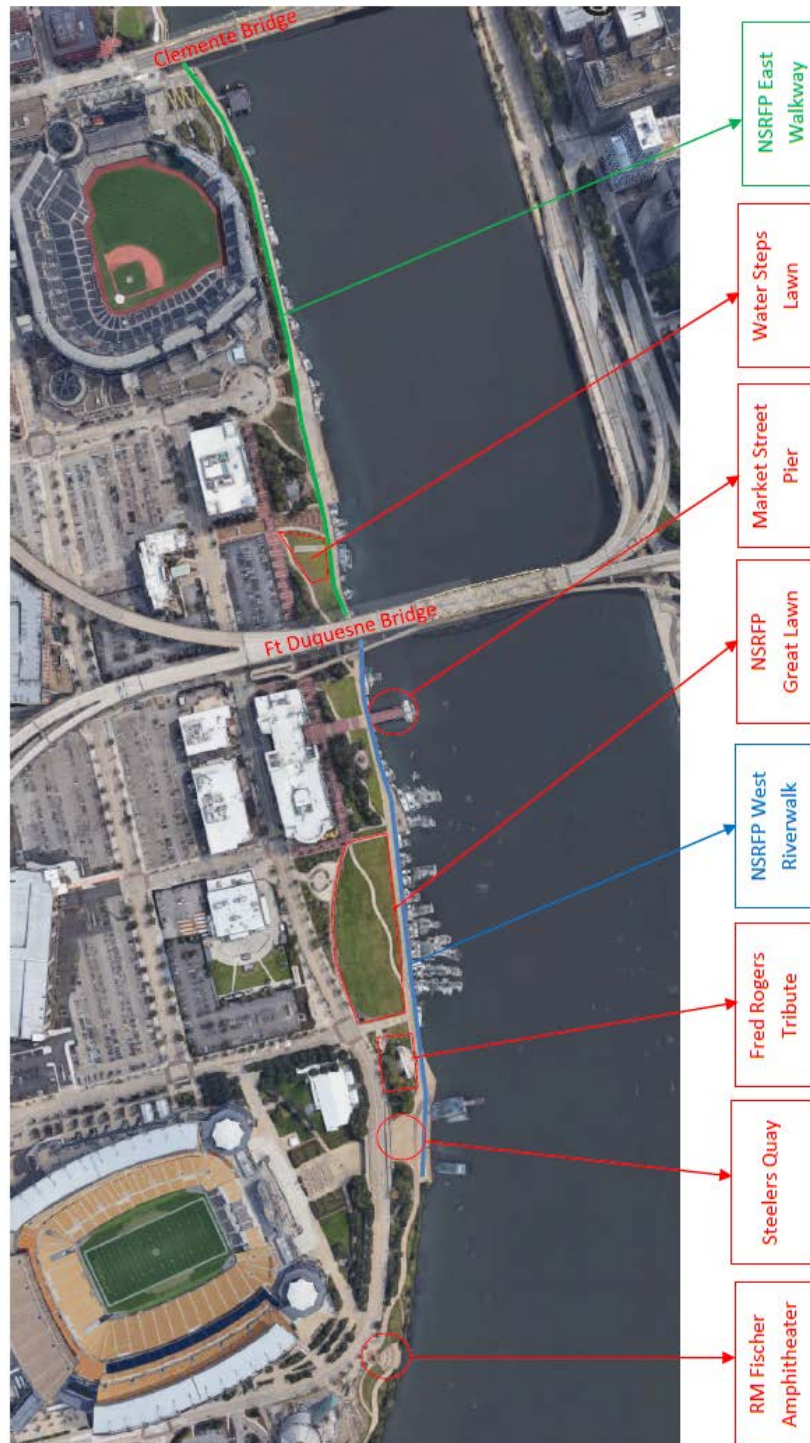 Clemente Bridge
Ft Duquesne Bridge
RM Fischer
Amphitheater
Steelers Quay
Fred Rogers
Tribute
NSRFP West
Riverwalk
NSRFP
Great Lawn
Market Street
Pier
Water Steps
Lawn
NSRFP East
Walkway